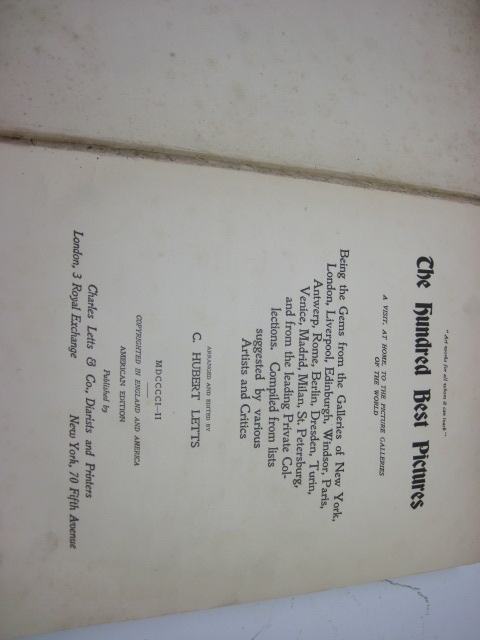 "Art works for all whom it can teach"
The Hundred Best Pictures
A VISIT, AT HOME, TO THE PICTURE GALLERIES
OF THE WORLD
Being the Gems from the Galleries of New York,
London, Liverpool, Edinburgh, Windsor, Paris,
Antwerp, Rome, Berlin, Dresden, Turin,
Venice, Madrid, Milan, St. Petersburg,
and from the leading Private Col-
lections. Compiled from lists
suggested by various
Artists and Critics
ARRANGED AND EDITED BY
C. HUBERT LETTS
MDCCCCI-II
COPYRIGHTED IN ENGLAND AND AMERICA
AMERICAN EDITION
Published by
Charles Letts & Co., Diarists and Printers
London, 3 Royal Exchange New York, 70 Fifth Avenue